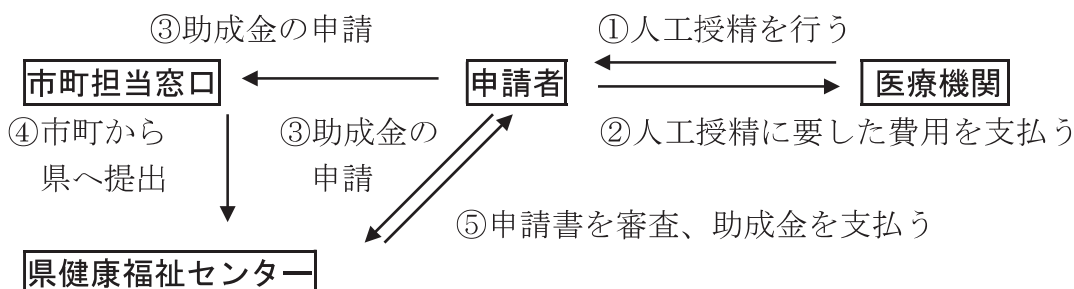 ③助成金の申請
①人工授精を行う
市町担当窓口
申請者
医療機関
④市町から
県へ提出
③助成金の
申請
②人工授精に要した費用を支払う
⑤申請書を審査、助成金を支払う
県健康福祉センター